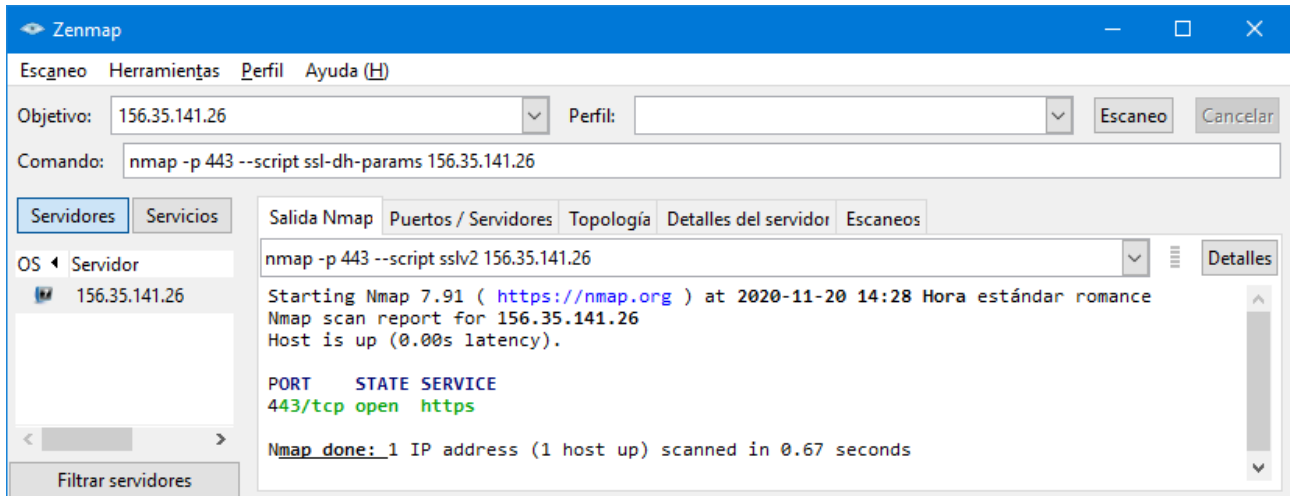 Zenmap
Escaneo Herramientas Perfil Ayuda (H)
Objetivo: 156.35.141.26 Perfil: Escaneo Cancelar
Comando: nmap -p 443 --script ssl-dh-params 156.35.141.26
Servidores Servicios Salida Nmap Puertos / Servidores Topología Detalles del servidor Escaneos
OS Servidor nmap -p 443 --script sslv2 156.35.141.26 Detalles
156.35.141.26
Starting Nmap 7.91 ( https://nmap.org ) at 2020-11-20 14:28 Hora estándar romance
Nmap scan report for 156.35.141.26
Host is up (0.00s latency).
PORT STATE SERVICE
443/tcp open https
Nmap done: 1 IP address (1 host up) scanned in 0.67 seconds
Filtrar servidores